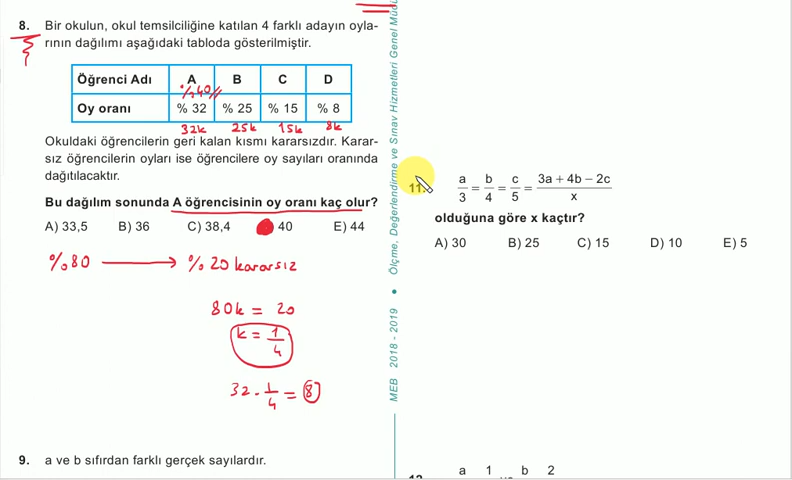 8. Bir okulun, okul temsilciliğine katılan 4 farklı adayın oyla-
rının dağılımı aşağıdaki tabloda gösterilmiştir.
Öğrenci Adı A B C D
% 40
Oy oranı % 32 % 25 % 15 % 8
32k 25k 15k 8k
Okuldaki öğrencilerin geri kalan kısmı kararsızdır. Karar-
sız öğrencilerin oyları ise öğrencilere oy sayıları oranında
dağıtılacaktır.
Bu dağılım sonunda A öğrencisinin oy oranı kaç olur?
A) 33,5 B) 36 C) 38,4 40 E) 44
% 80 → % 20 kararsız
80k = 20
k = 1/4
32 . 1/4 = 8
9. a ve b sıfırdan farklı gerçek sayılardır.
MEB 2018 - 2019 • Ölçme, Değerlendirme ve Sınav Hizmetleri Genel Müdü
11. a/3 = b/4 = c/5 = (3a + 4b − 2c)/x
olduğuna göre x kaçtır?
A) 30 B) 25 C) 15 D) 10 E) 5
a 1 b 2